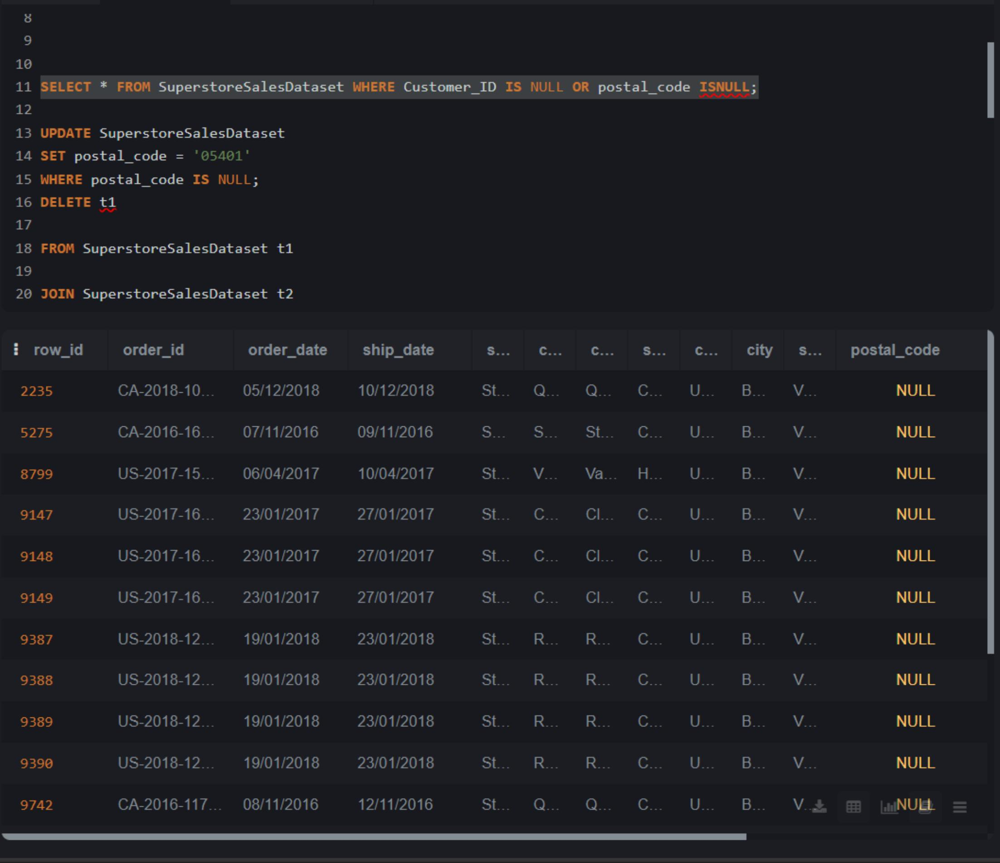 8
9
10
11 SELECT * FROM SuperstoreSalesDataset WHERE Customer_ID IS NULL OR postal_code ISNULL;
12
13 UPDATE SuperstoreSalesDataset
14 SET postal_code = '05401'
15 WHERE postal_code IS NULL;
16 DELETE t1
17
18 FROM SuperstoreSalesDataset t1
19
20 JOIN SuperstoreSalesDataset t2
row_id order_id order_date ship_date s... c... c... s... c... city s... postal_code
2235 CA-2018-10... 05/12/2018 10/12/2018 St... Q... Q... C... U... B... V... NULL
5275 CA-2016-16... 07/11/2016 09/11/2016 S... S... St... C... U... B... V... NULL
8799 US-2017-15... 06/04/2017 10/04/2017 St... V... Va... H... U... B... V... NULL
9147 US-2017-16... 23/01/2017 27/01/2017 St... C... Cl... C... U... B... V... NULL
9148 US-2017-16... 23/01/2017 27/01/2017 St... C... Cl... C... U... B... V... NULL
9149 US-2017-16... 23/01/2017 27/01/2017 St... C... Cl... C... U... B... V... NULL
9387 US-2018-12... 19/01/2018 23/01/2018 St... R... R... C... U... B... V... NULL
9388 US-2018-12... 19/01/2018 23/01/2018 St... R... R... C... U... B... V... NULL
9389 US-2018-12... 19/01/2018 23/01/2018 St... R... R... C... U... B... V... NULL
9390 US-2018-12... 19/01/2018 23/01/2018 St... R... R... C... U... B... V... NULL
9742 CA-2016-117... 08/11/2016 12/11/2016 St... Q... Q... C... U... B... V... NULL